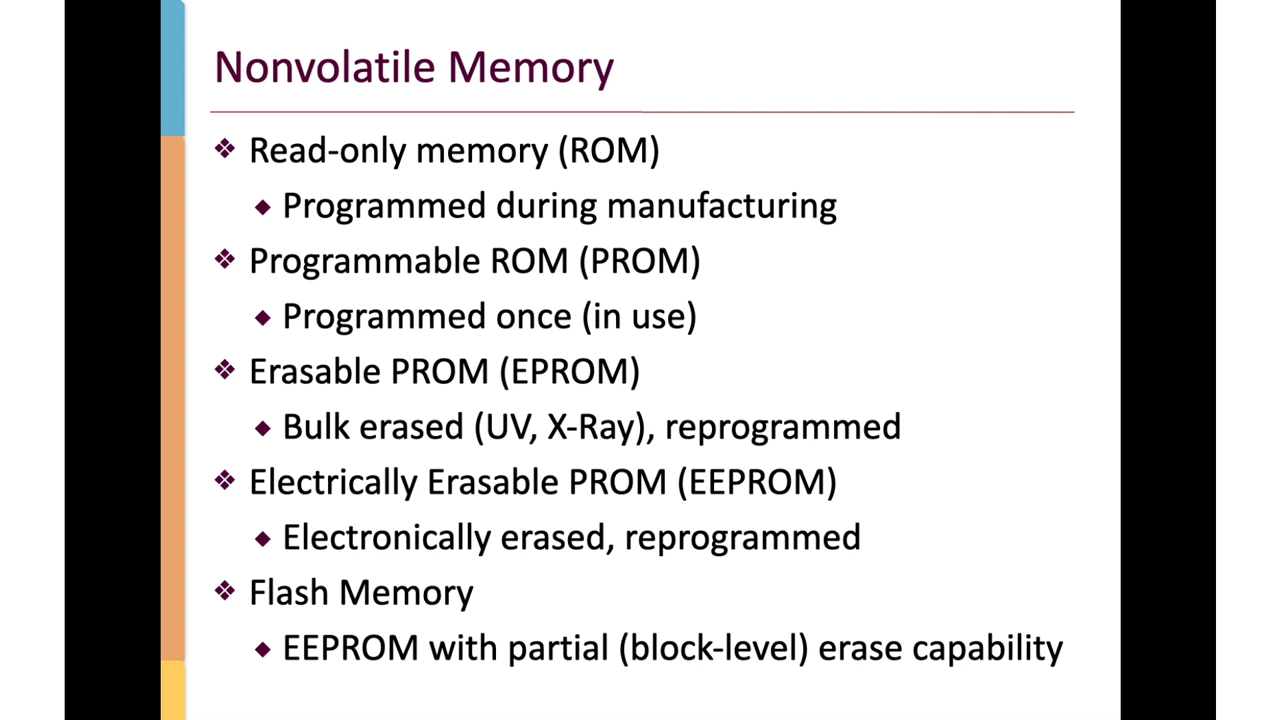 Nonvolatile Memory
Read-only memory (ROM)
Programmed during manufacturing
Programmable ROM (PROM)
Programmed once (in use)
Erasable PROM (EPROM)
Bulk erased (UV, X-Ray), reprogrammed
Electrically Erasable PROM (EEPROM)
Electronically erased, reprogrammed
Flash Memory
EEPROM with partial (block-level) erase capability